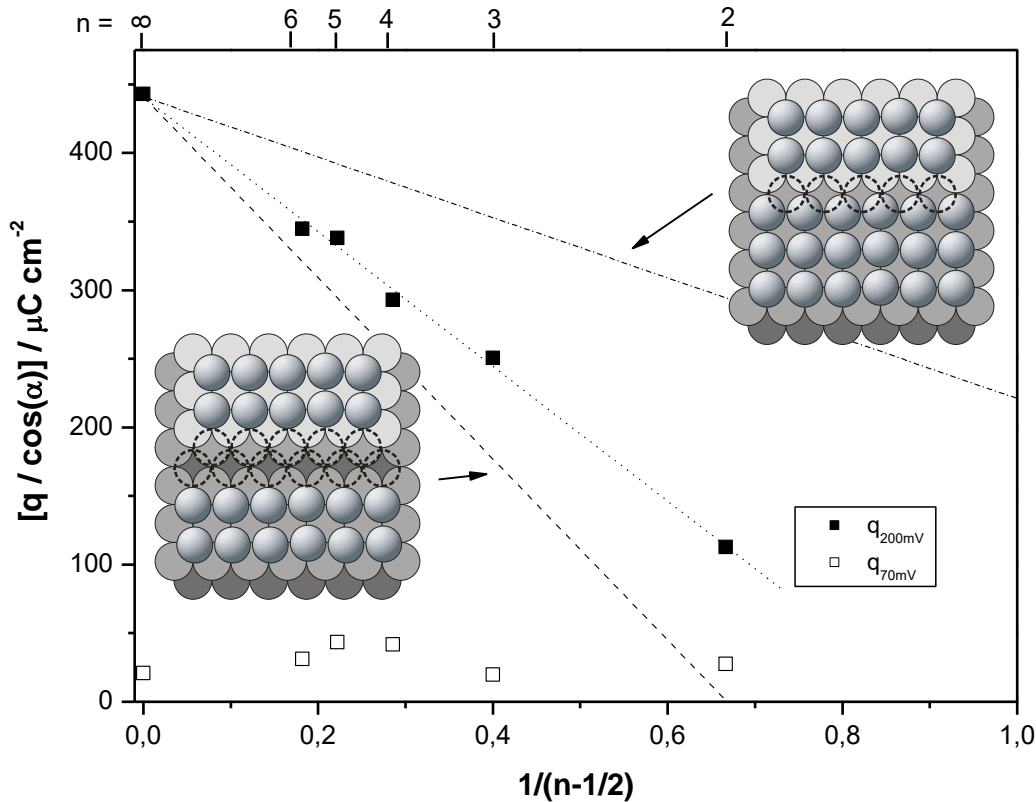 n = ∞ 6 5 4 3 2
[q / cos(α)] / μC cm⁻²
400
300
200
100
0
q200mV
q70mV
0,0 0,2 0,4 0,6 0,8 1,0
1/(n-1/2)